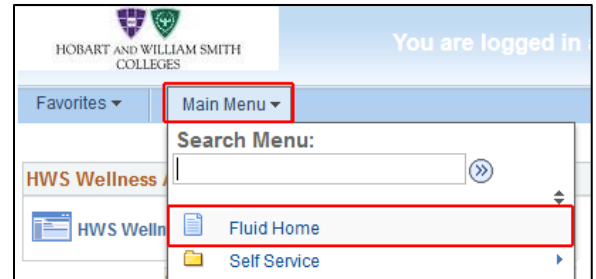 HOBART AND WILLIAM SMITH
COLLEGES
You are logged in
Favorites Main Menu
Search Menu:
HWS Wellness
Fluid Home
HWS Welln
Self Service